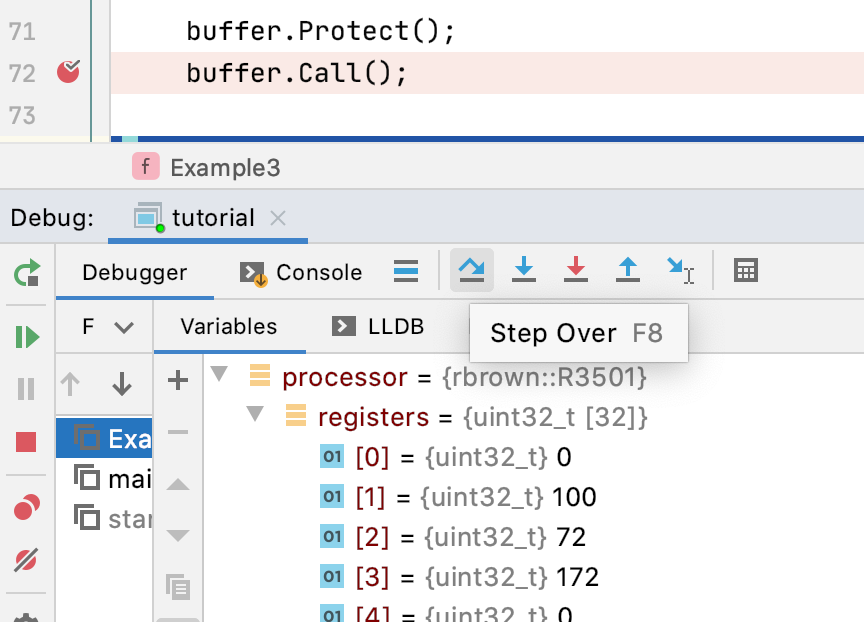 71 buffer.Protect();
72 buffer.Call();
73
f Example3
Debug: tutorial
Debugger Console
F Variables LLDB
Step Over F8
processor = {rbrown::R3501}
registers = {uint32_t [32]}
Exa
01 [0] = {uint32_t} 0
mai
01 [1] = {uint32_t} 100
star
01 [2] = {uint32_t} 72
01 [3] = {uint32_t} 172
01 [4] = {uint32_t} 0